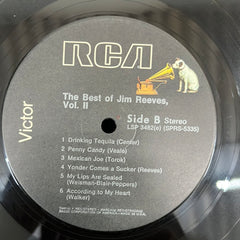 RCA
The Best of Jim Reeves,
Vol. II
Side B Stereo
LSP 3482(e) (GPRS-5335)
Victor
1 Drinking Tequila (Center)
2 Penny Candy (Veale)
3 Mexican Joe (Torok)
4 Yonder Comes a Sucker (Reeves)
5 My Lips Are Sealed
(Weisman-Blair-Peppers)
6 According to My Heart
(Walker)